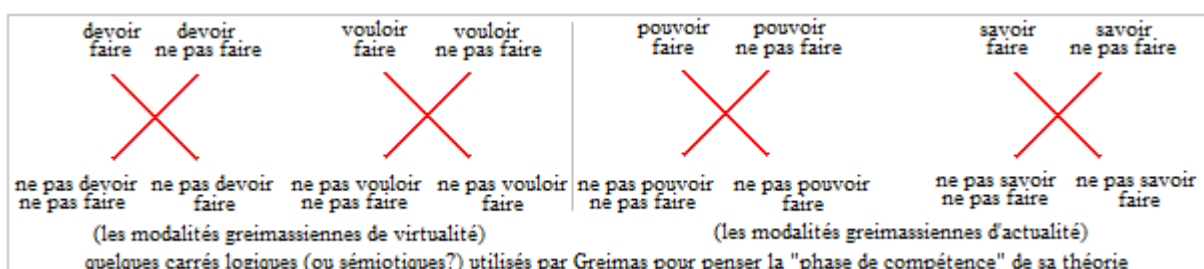 devoir devoir vouloir vouloir pouvoir pouvoir savoir savoir
faire ne pas faire faire ne pas faire faire ne pas faire faire ne pas faire
ne pas devoir ne pas devoir ne pas vouloir ne pas vouloir ne pas pouvoir ne pas pouvoir ne pas savoir ne pas savoir
ne pas faire faire ne pas faire faire ne pas faire faire ne pas faire faire
(les modalités greimassiennes de virtualité) (les modalités greimassiennes d'actualité)
quelques carrés logiques (ou sémiotiques?) utilisés par Greimas pour penser la "phase de compétence" de sa théorie